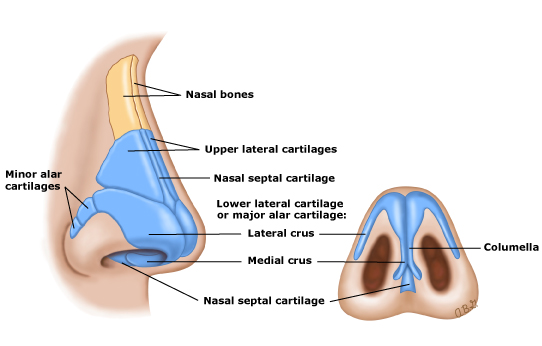 Nasal bones
Upper lateral cartilages
Minor alar
cartilages
Nasal septal cartilage
Lower lateral cartilage
or major alar cartilage:
Lateral crus
Columella
Medial crus
Nasal septal cartilage